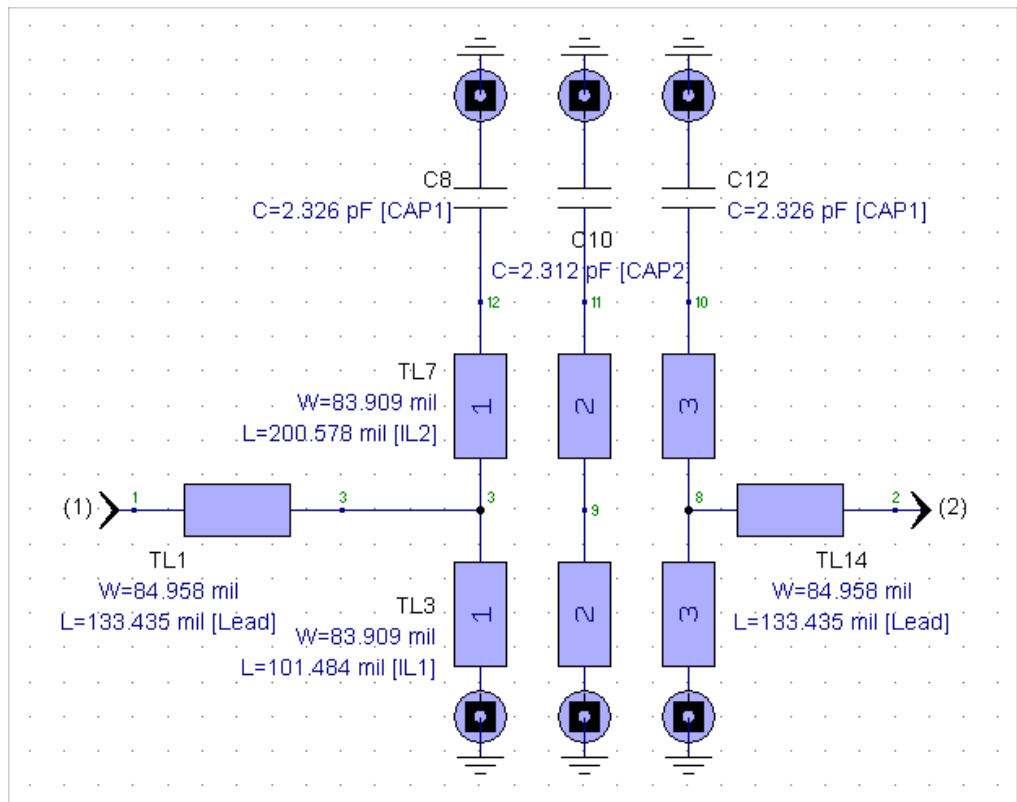 C8
C=2.326 pF [CAP1]
C12
C=2.326 pF [CAP1]
C10
C=2.312 pF [CAP2]
12
11
10
TL7
W=83.909 mil
L=200.578 mil [IL2]
1
2
3
(1)
1
3
3
9
8
2
(2)
TL1
W=84.958 mil
L=133.435 mil [Lead]
TL3
W=83.909 mil
L=101.484 mil [IL1]
1
2
3
TL14
W=84.958 mil
L=133.435 mil [Lead]